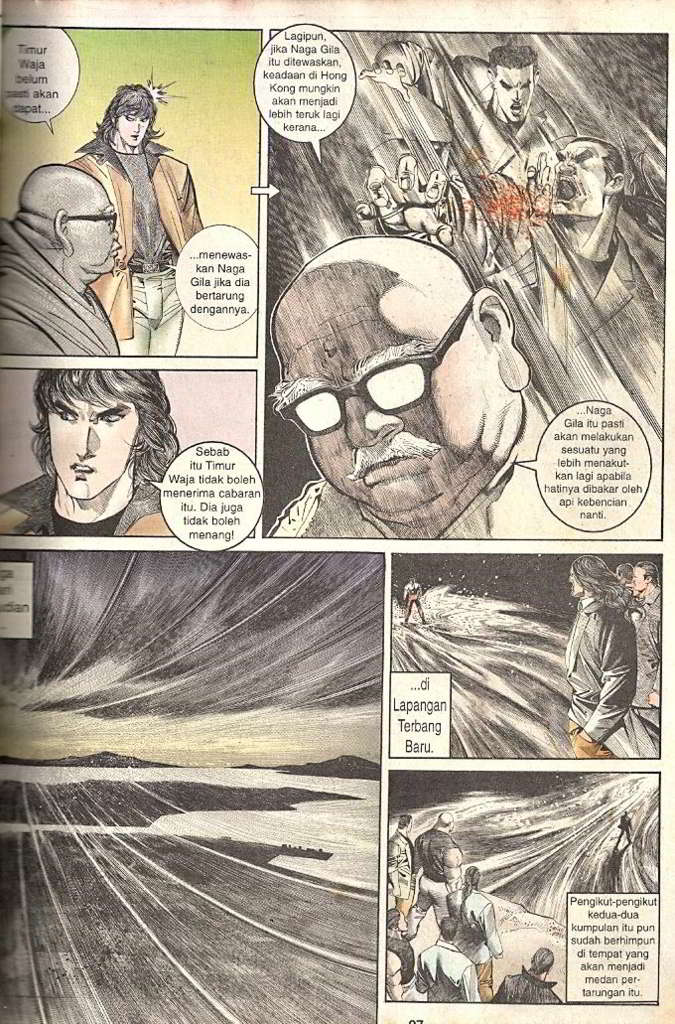 Timur
Waja
belum
pasti akan
dapat...
...menewas-
kan Naga
Gila jika dia
bertarung
dengannya.
Lagipun,
jika Naga Gila
itu ditewaskan,
keadaan di Hong
Kong mungkin
akan menjadi
lebih teruk lagi
kerana...
...Naga
Gila itu pasti
akan melakukan
sesuatu yang
lebih menakut-
kan lagi apabila
hatinya dibakar oleh
api kebencian
nanti.
Sebab
itu Timur
Waja tidak boleh
menerima cabaran
itu. Dia juga
tidak boleh
menang!
...di
Lapangan
Terbang
Baru.
Pengikut-pengikut
kedua-dua
kumpulan itu pun
sudah berhimpun
di tempat yang
akan menjadi
medan per-
tarungan itu.